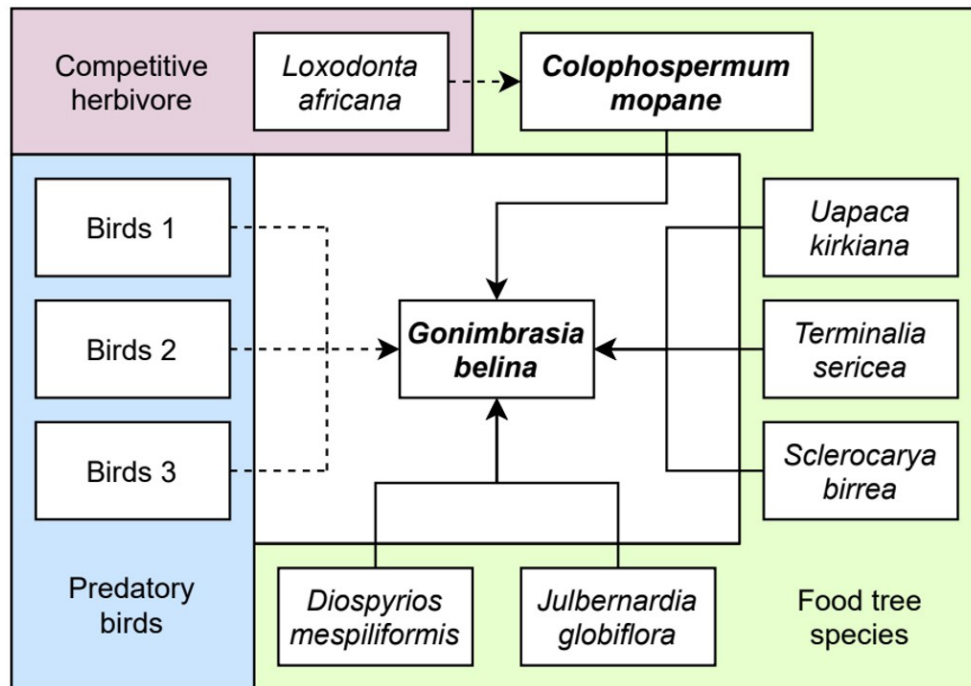 Competitive
herbivore
Loxodonta
africana
Colophospermum
mopane
Birds 1
Birds 2
Birds 3
Gonimbrasia
belina
Uapaca
kirkiana
Terminalia
sericea
Sclerocarya
birrea
Predatory
birds
Diospyrios
mespiliformis
Julbernardia
globiflora
Food tree
species